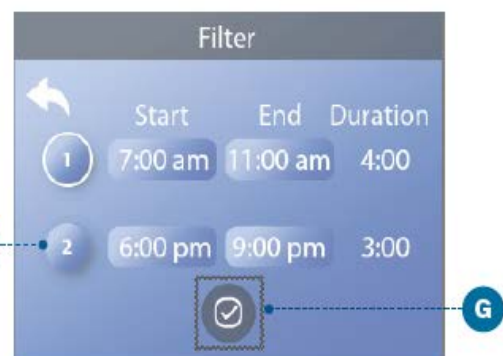 Filter
Start End Duration
1 7:00 am 11:00 am 4:00
2 6:00 pm 9:00 pm 3:00
G